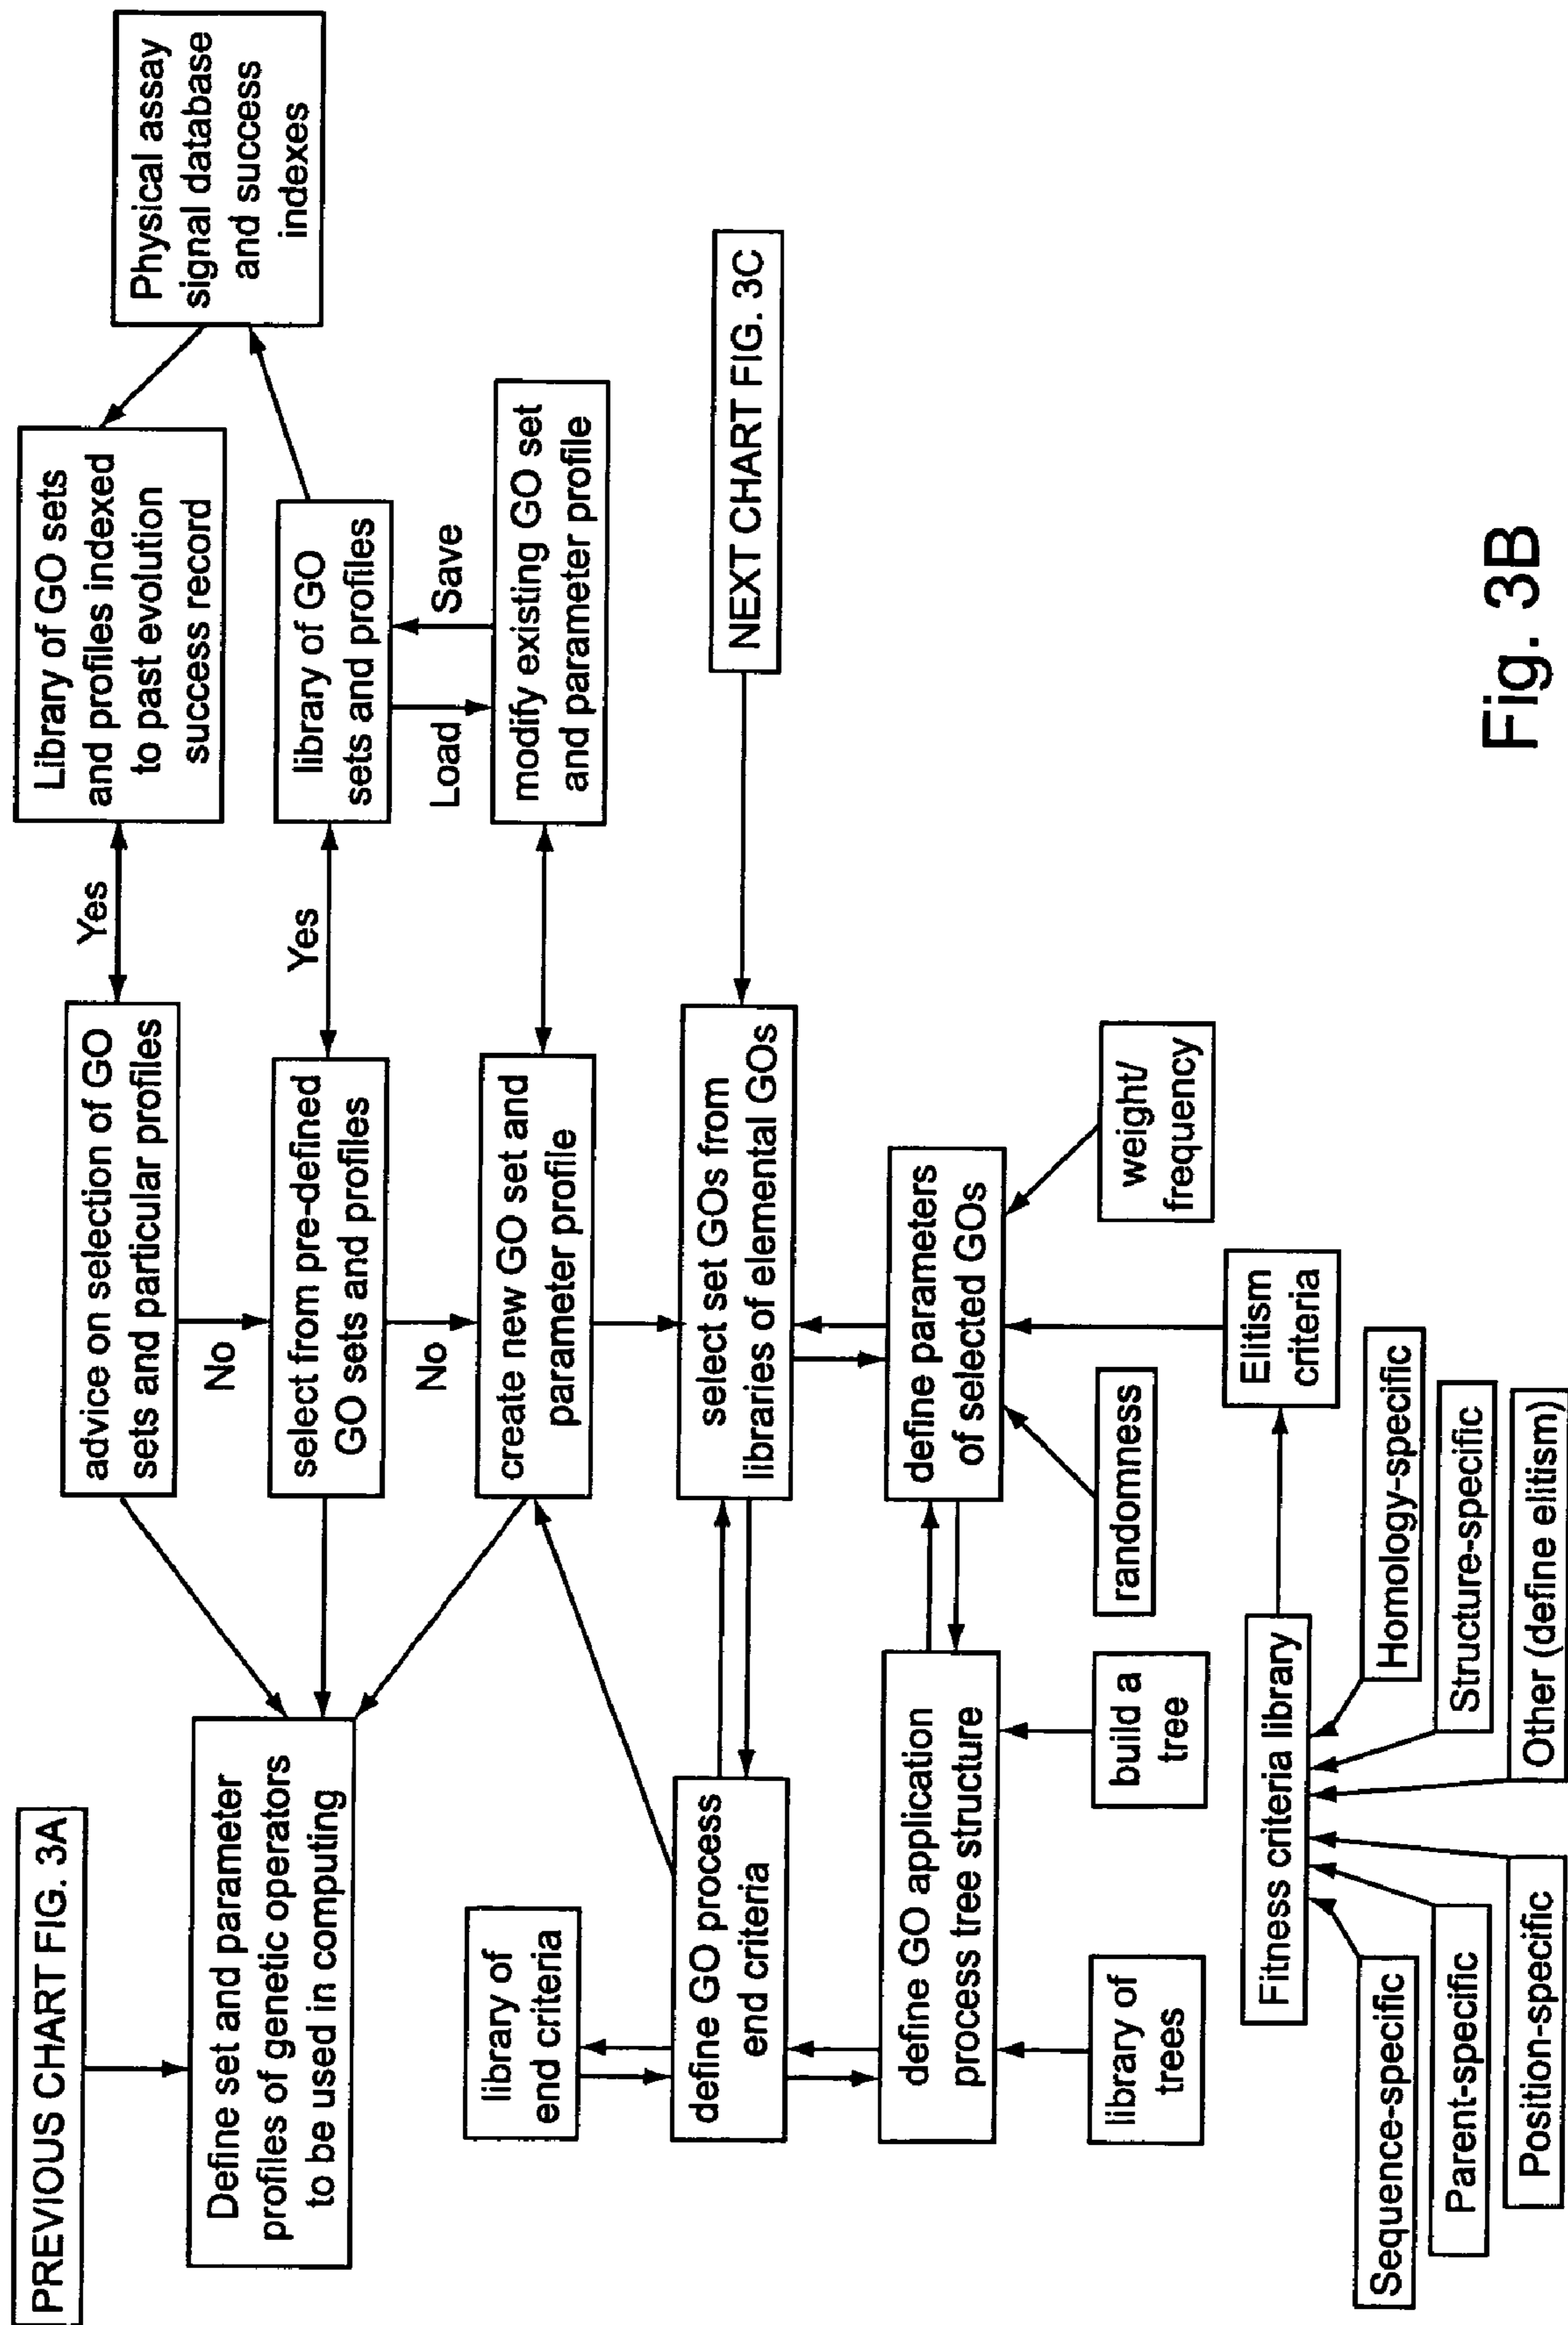 PREVIOUS CHART FIG. 3A
Define set and parameter
profiles of genetic operators
to be used in computing
advice on selection of GO
sets and particular profiles
Yes
Library of GO sets
and profiles indexed
to past evolution
success record
Physical assay
signal database
and success
indexes
No
select from pre-defined
GO sets and profiles
Yes
library of GO
sets and profiles
No
Load
Save
create new GO set and
parameter profile
modify existing GO set
and parameter profile
library of
end criteria
define GO process
end criteria
select set GOs from
libraries of elemental GOs
NEXT CHART FIG. 3C
define GO application
process tree structure
define parameters
of selected GOs
library of
trees
build a
tree
randomness
weight/
frequency
Fitness criteria library
Elitism
criteria
Sequence-specific
Homology-specific
Parent-specific
Structure-specific
Position-specific
Other (define elitism)
Fig. 3B